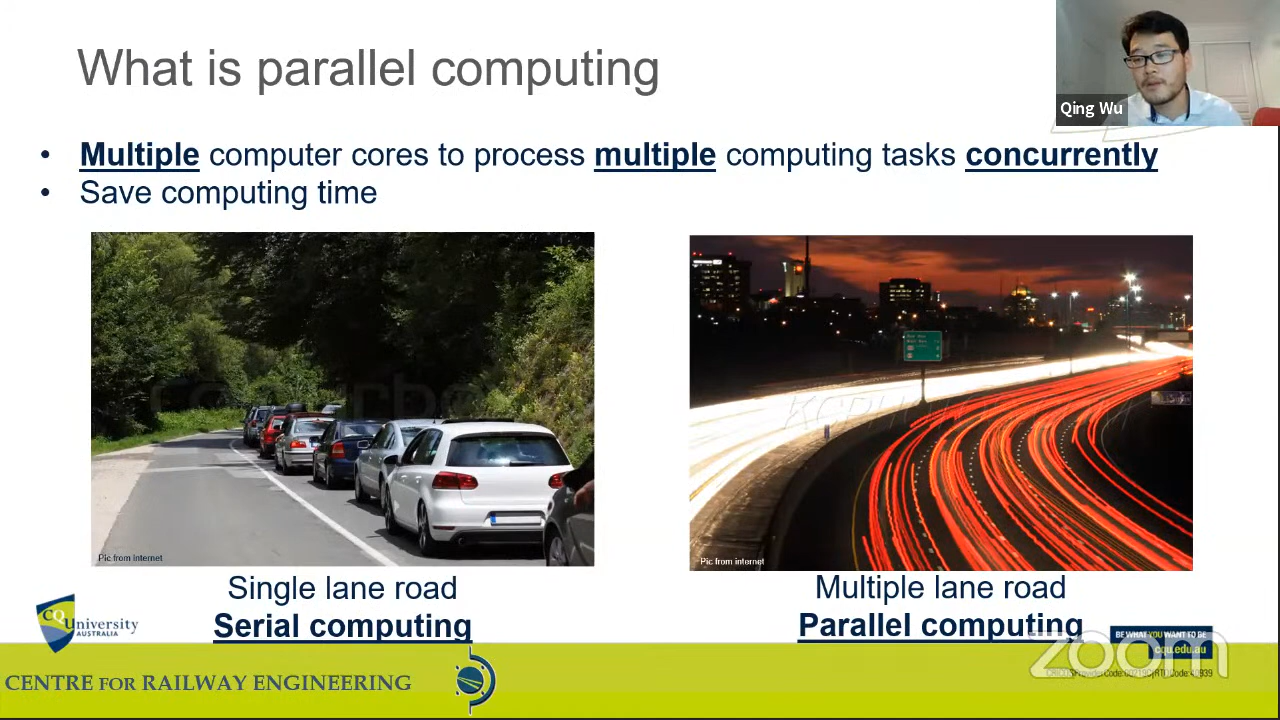 What is parallel computing
Qing Wu
• Multiple computer cores to process multiple computing tasks concurrently
• Save computing time
Pic from internet
Pic from internet
Single lane road
Serial computing
Multiple lane road
Parallel computing
CQUniversity
AUSTRALIA
BE WHAT YOU WANT TO BE
cqu.edu.au
zoom
CENTRE FOR RAILWAY ENGINEERING